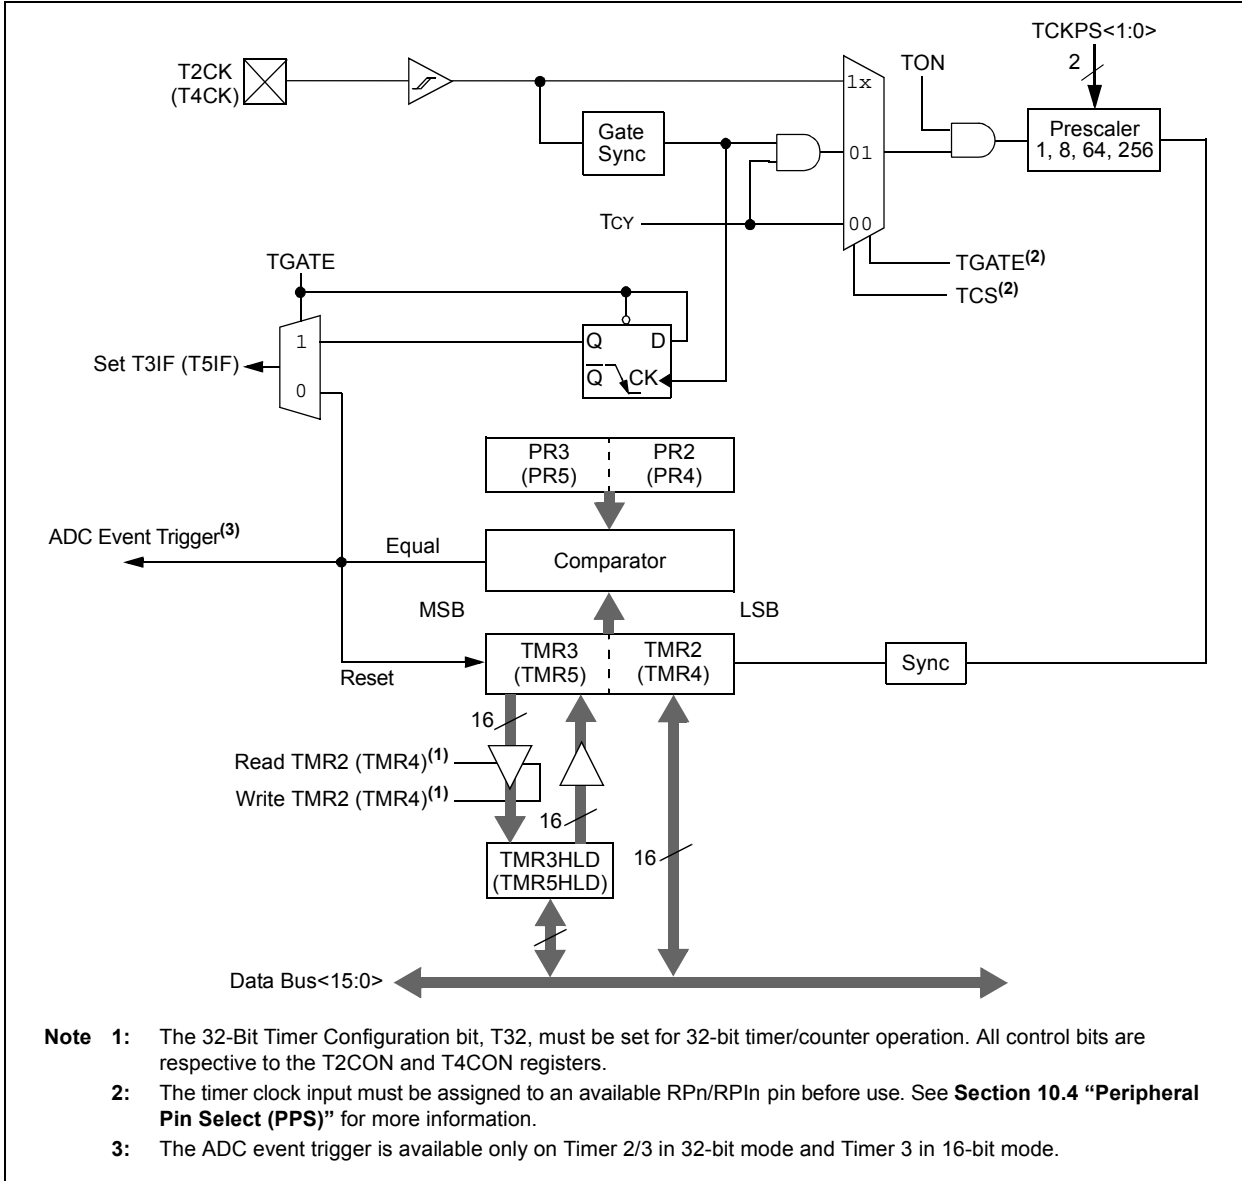 TCKPS<1:0>
2
T2CK
(T4CK)
1x
TON
Gate
Sync
01
Prescaler
1, 8, 64, 256
TCY
00
TGATE(2)
TCS(2)
TGATE
1
Q
D
Set T3IF (T5IF)
0
Q
CK
PR3
(PR5)
PR2
(PR4)
ADC Event Trigger(3)
Equal
Comparator
MSB
LSB
TMR3
(TMR5)
TMR2
(TMR4)
Sync
Reset
16
Read TMR2 (TMR4)(1)
Write TMR2 (TMR4)(1)
16
TMR3HLD
(TMR5HLD)
16
Data Bus<15:0>
Note 1: The 32-Bit Timer Configuration bit, T32, must be set for 32-bit timer/counter operation. All control bits are
respective to the T2CON and T4CON registers.
2: The timer clock input must be assigned to an available RPn/RPIn pin before use. See Section 10.4 “Peripheral
Pin Select (PPS)” for more information.
3: The ADC event trigger is available only on Timer 2/3 in 32-bit mode and Timer 3 in 16-bit mode.